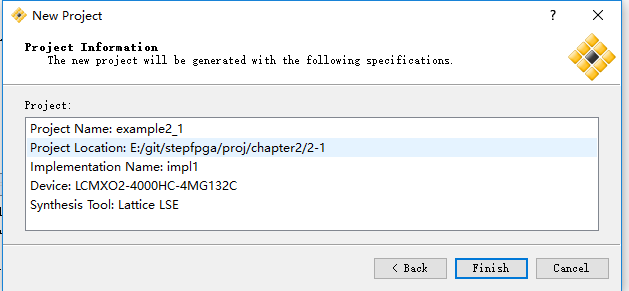 New Project
?
Project Information
The new project will be generated with the following specifications.
Project:
Project Name: example2_1
Project Location: E:/git/stepfpga/proj/chapter2/2-1
Implementation Name: impl1
Device: LCMXO2-4000HC-4MG132C
Synthesis Tool: Lattice LSE
< Back Finish Cancel